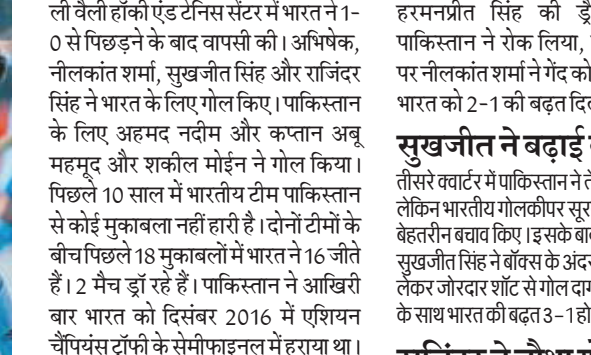 ली वैली हॉकी एंड टेनिस सेंटर में भारत ने 1-
0 से पिछड़ने के बाद वापसी की। अभिषेक,
नीलकांत शर्मा, सुखजीत सिंह और राजिंदर
सिंह ने भारत के लिए गोल किए। पाकिस्तान
के लिए अहमद नदीम और कप्तान अबू
महमूद और शकील मोईन ने गोल किया।
पिछले 10 साल में भारतीय टीम पाकिस्तान
से कोई मुकाबला नहीं हारी है। दोनों टीमों के
बीच पिछले 18 मुकाबलों में भारत ने 16 जीते
हैं। 2 मैच ड्रॉ रहे हैं। पाकिस्तान ने आखिरी
बार भारत को दिसंबर 2016 में एशियन
चैंपियंस ट्रॉफी के सेमीफाइनल में हराया था।
हरमनप्रीत सिंह की
पाकिस्तान ने रोक लिया,
पर नीलकांत शर्मा ने गेंद को
भारत को 2-1 की बढ़त
सुखजीत ने बढ़ाई
तीसरे क्वार्टर में पाकिस्तान ने
लेकिन भारतीय गोलकीपर
बेहतरीन बचाव किए। इसके
सुखजीत सिंह ने बॉक्स के
लेकर जोरदार शॉट से गोल
के साथ भारत की बढ़त 3-1